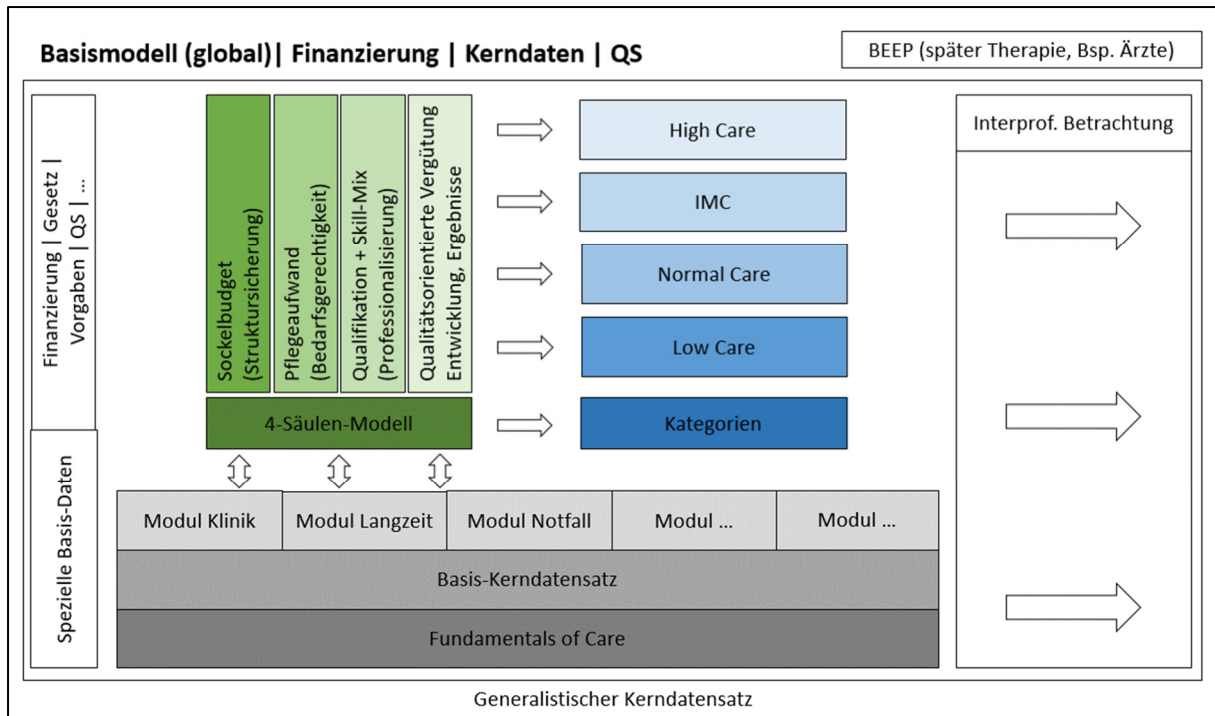 Basismodell (global)| Finanzierung | Kerndaten | QS
BEEP (später Therapie, Bsp. Ärzte)
Finanzierung | Gesetz |
Vorgaben | QS | ...
Spezielle Basis-Daten
Sockelbudget
(Struktursicherung)
Pflegeaufwand
(Bedarfsgerechtigkeit)
Qualifikation + Skill-Mix
(Professionalisierung)
Qualitätsorientierte Vergütung
Entwicklung, Ergebnisse
4-Säulen-Modell
High Care
IMC
Normal Care
Low Care
Kategorien
Interprof. Betrachtung
Modul Klinik
Modul Langzeit
Modul Notfall
Modul ...
Modul ...
Basis-Kerndatensatz
Fundamentals of Care
Generalistischer Kerndatensatz